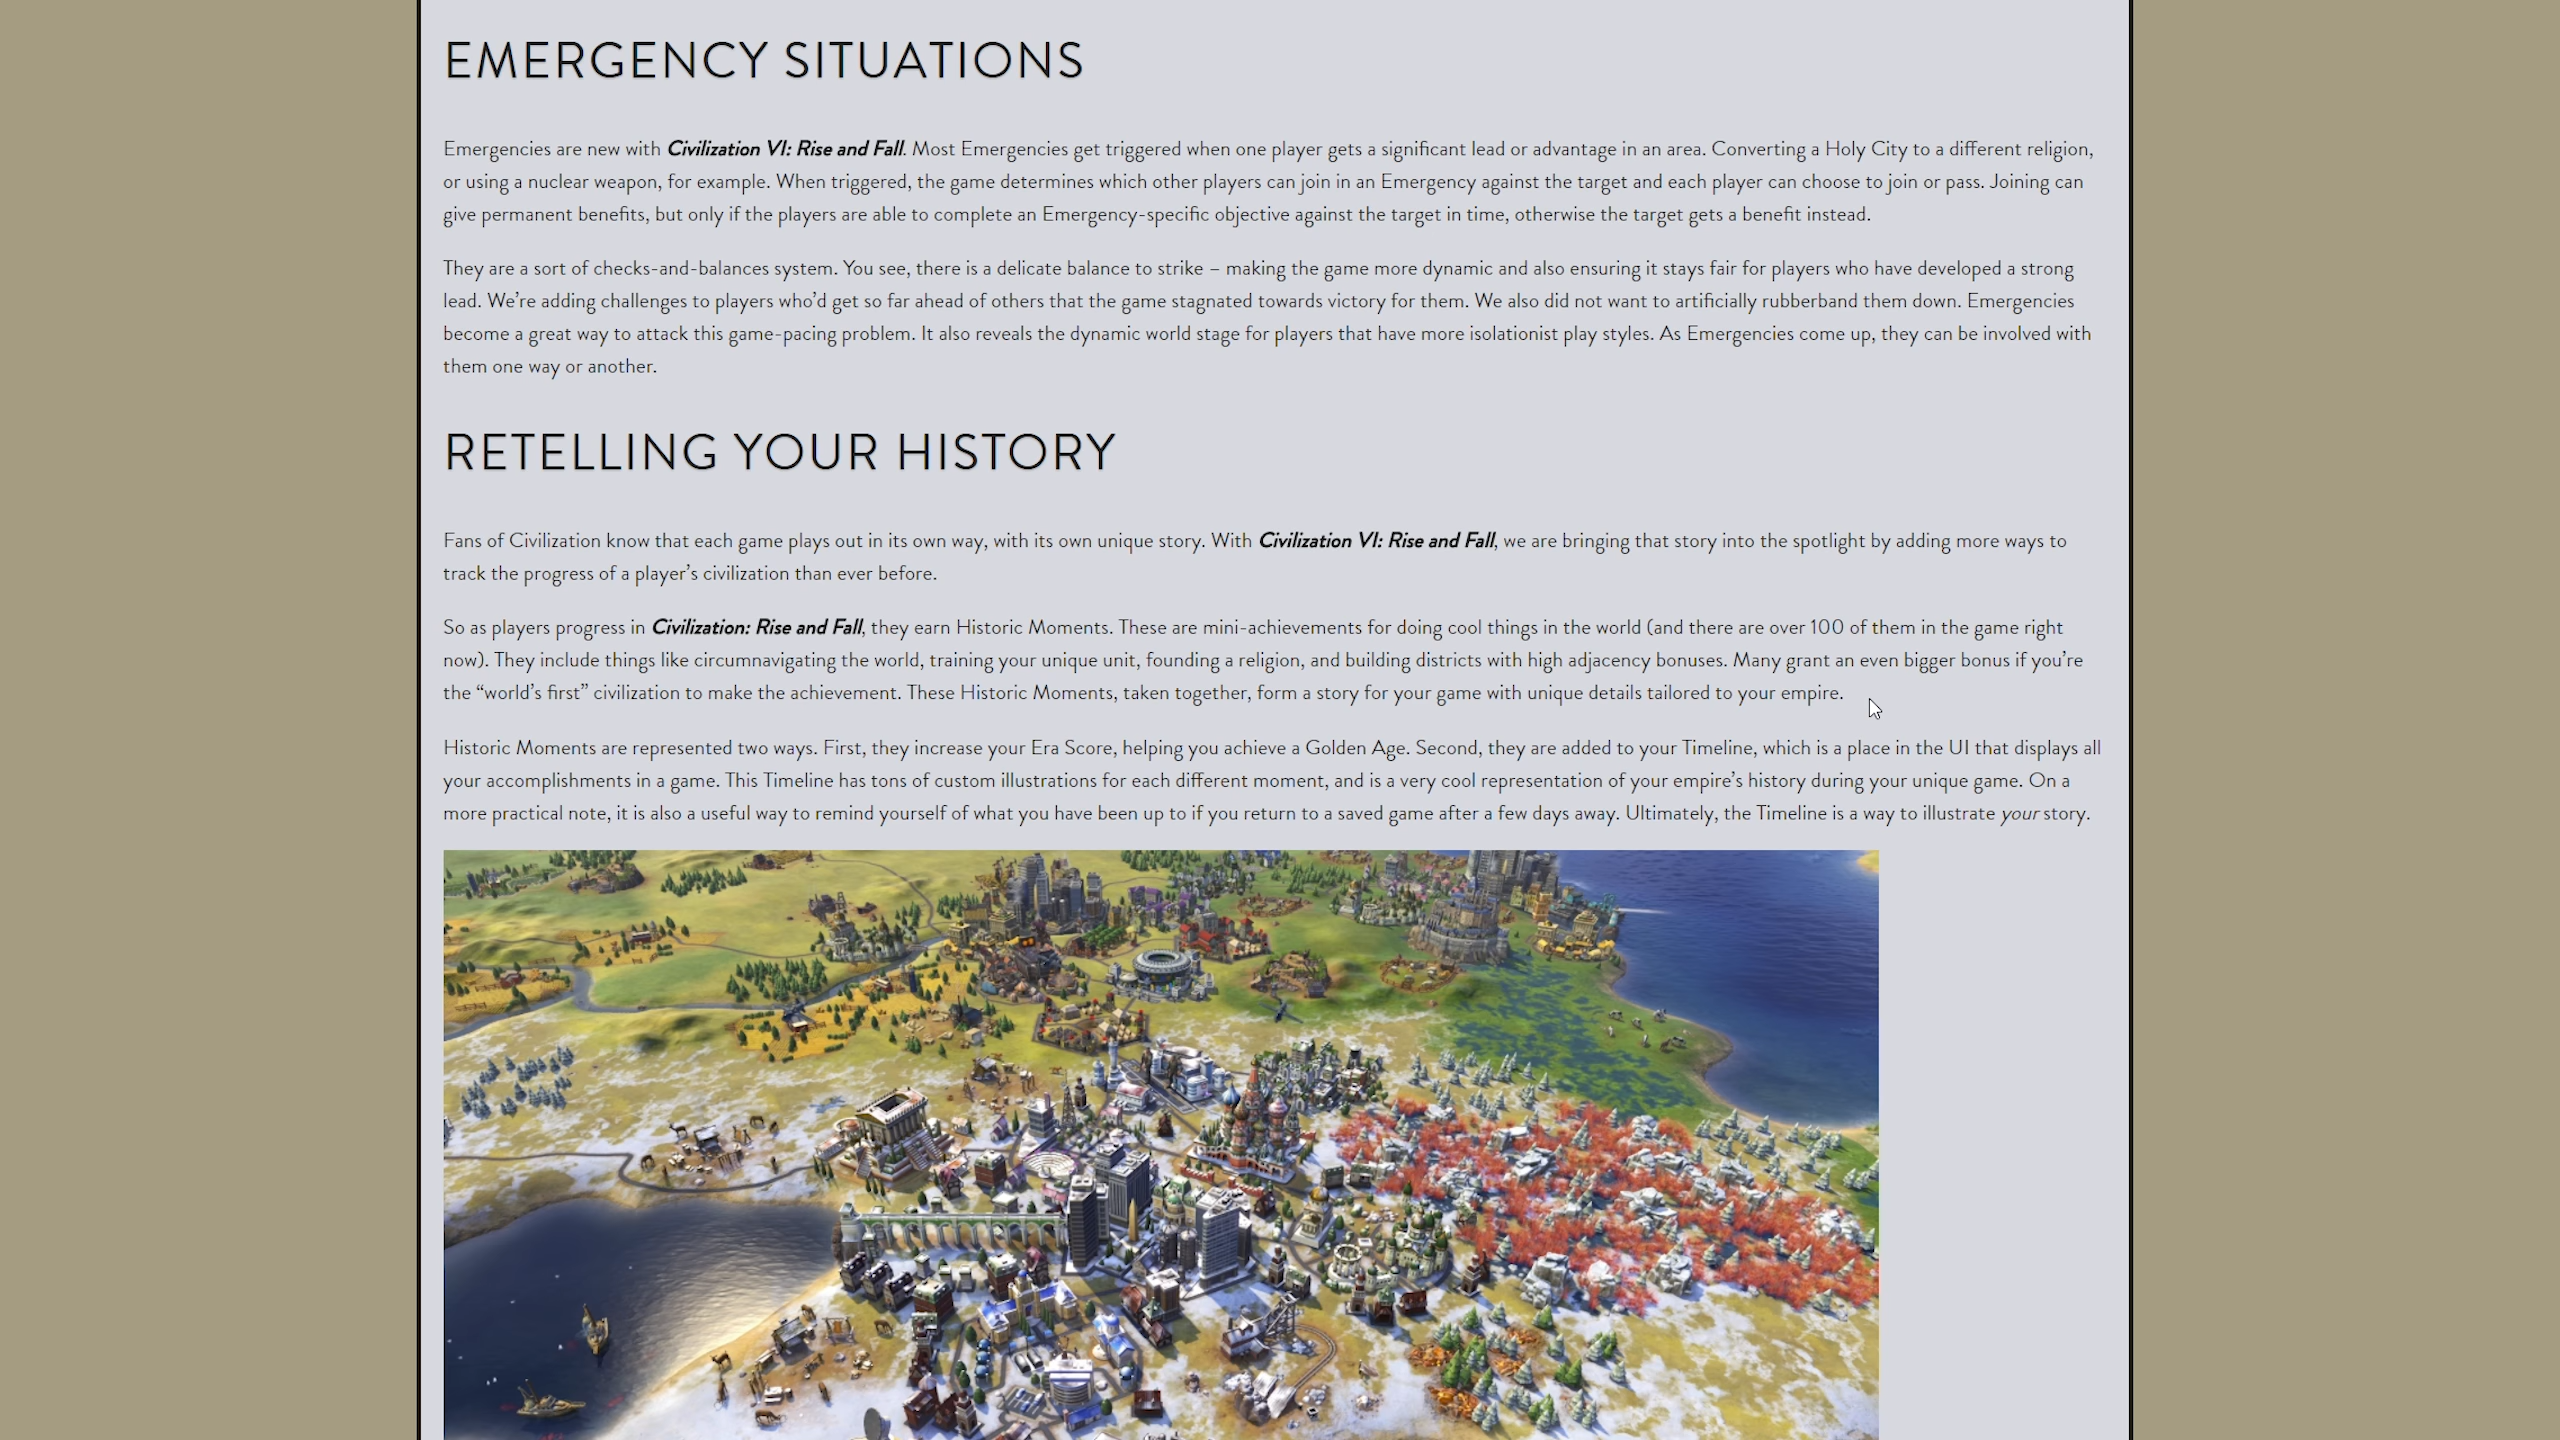 EMERGENCY SITUATIONS
Emergencies are new with Civilization VI: Rise and Fall. Most Emergencies get triggered when one player gets a significant lead or advantage in an area. Converting a Holy City to a different religion,
or using a nuclear weapon, for example. When triggered, the game determines which other players can join in an Emergency against the target and each player can choose to join or pass. Joining can
give permanent benefits, but only if the players are able to complete an Emergency-specific objective against the target in time, otherwise the target gets a benefit instead.
They are a sort of checks-and-balances system. You see, there is a delicate balance to strike – making the game more dynamic and also ensuring it stays fair for players who have developed a strong
lead. We’re adding challenges to players who’d get so far ahead of others that the game stagnated towards victory for them. We also did not want to artificially rubberband them down. Emergencies
become a great way to attack this game-pacing problem. It also reveals the dynamic world stage for players that have more isolationist play styles. As Emergencies come up, they can be involved with
them one way or another.
RETELLING YOUR HISTORY
Fans of Civilization know that each game plays out in its own way, with its own unique story. With Civilization VI: Rise and Fall, we are bringing that story into the spotlight by adding more ways to
track the progress of a player’s civilization than ever before.
So as players progress in Civilization: Rise and Fall, they earn Historic Moments. These are mini-achievements for doing cool things in the world (and there are over 100 of them in the game right
now). They include things like circumnavigating the world, training your unique unit, founding a religion, and building districts with high adjacency bonuses. Many grant an even bigger bonus if you’re
the “world’s first” civilization to make the achievement. These Historic Moments, taken together, form a story for your game with unique details tailored to your empire.
Historic Moments are represented two ways. First, they increase your Era Score, helping you achieve a Golden Age. Second, they are added to your Timeline, which is a place in the UI that displays all
your accomplishments in a game. This Timeline has tons of custom illustrations for each different moment, and is a very cool representation of your empire’s history during your unique game. On a
more practical note, it is also a useful way to remind yourself of what you have been up to if you return to a saved game after a few days away. Ultimately, the Timeline is a way to illustrate your story.